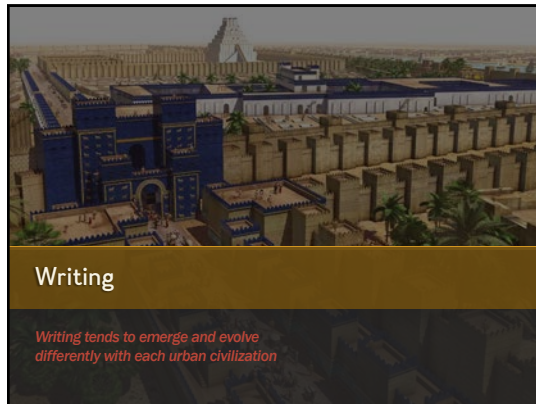 Writing
Writing tends to emerge and evolve
differently with each urban civilization